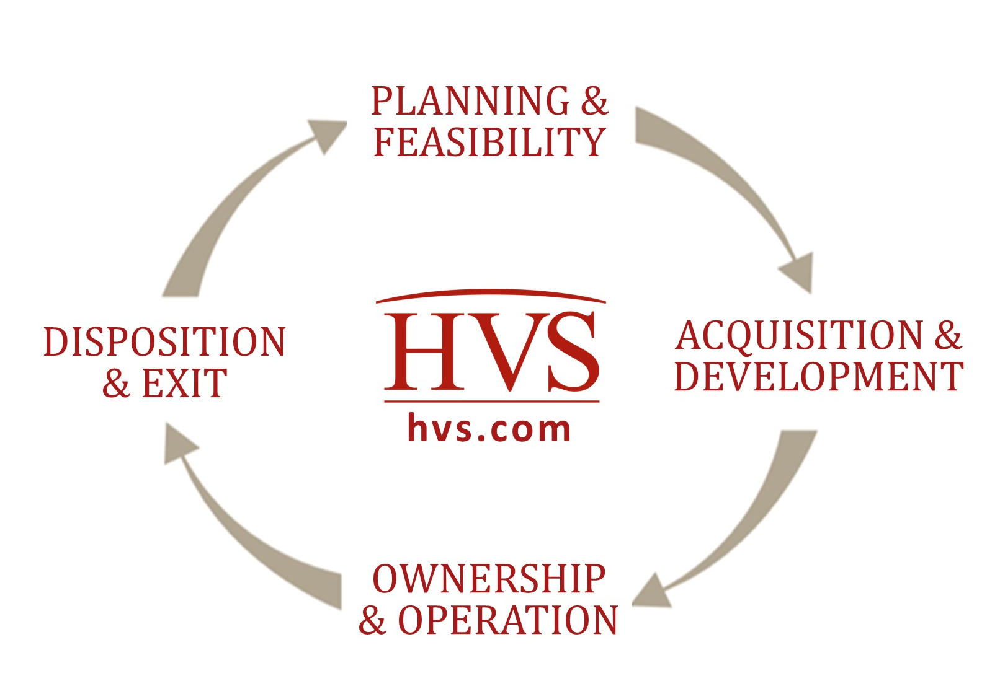 PLANNING &
FEASIBILITY
ACQUISITION &
DEVELOPMENT
OWNERSHIP
& OPERATION
DISPOSITION
& EXIT
HVS
hvs.com